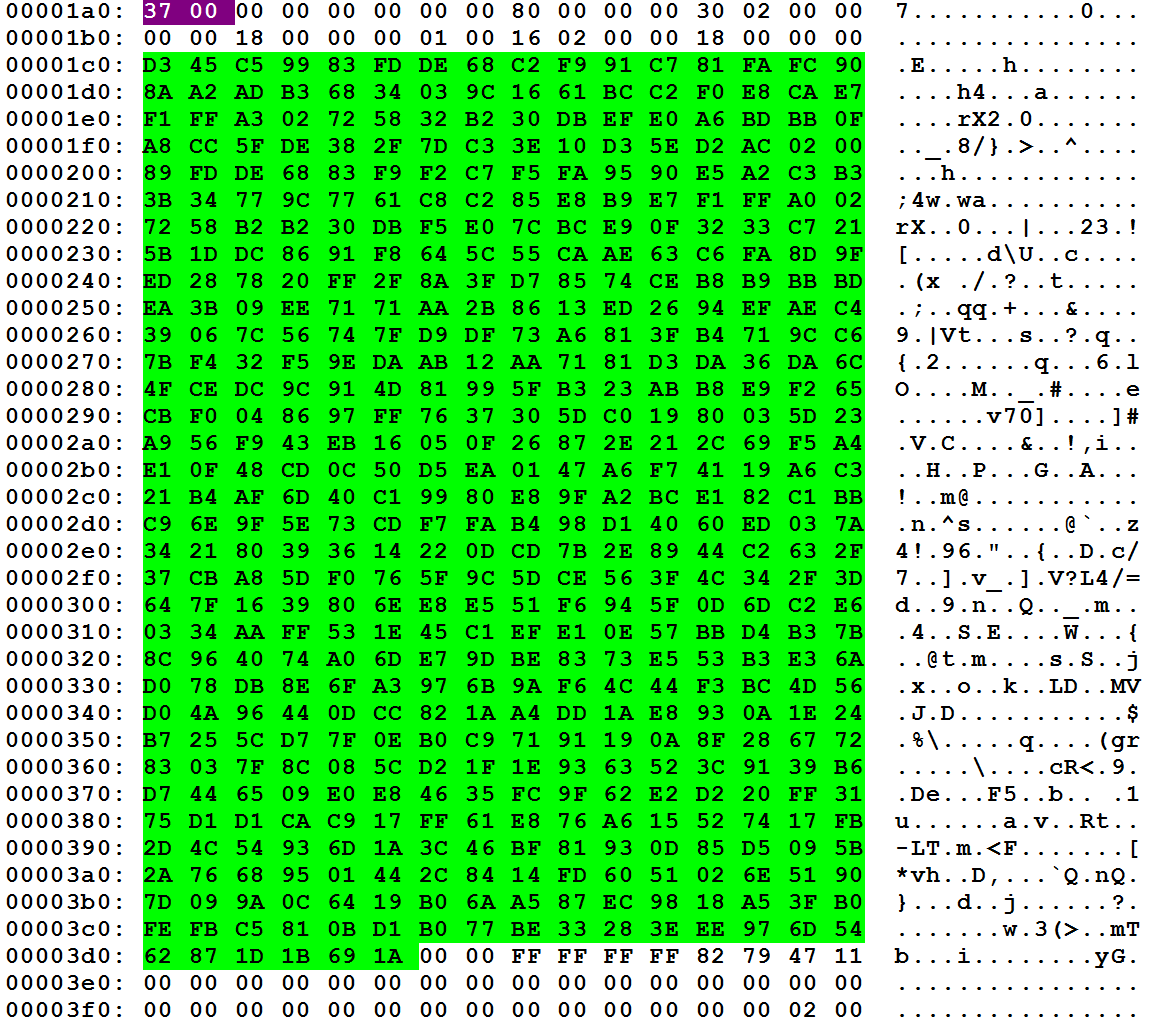 00001a0: 37 00 00 00 00 00 00 00 80 00 00 00 30 02 00 00 7...........0...
00001b0: 00 00 18 00 00 00 01 00 16 02 00 00 18 00 00 00 ................
00001c0: D3 45 C5 99 83 FD DE 68 C2 F9 91 C7 81 FA FC 90 .E.....h........
00001d0: 8A A2 AD B3 68 34 03 9C 16 61 BC C2 F0 E8 CA E7 ....h4...a......
00001e0: F1 FF A3 02 72 58 32 B2 30 DB EF E0 A6 BD BB 0F ....rX2.0.......
00001f0: A8 CC 5F DE 38 2F 7D C3 3E 10 D3 5E D2 AC 02 00 .._.8/}.>..^....
0000200: 89 FD DE 68 83 F9 F2 C7 F5 FA 95 90 E5 A2 C3 B3 ...h............
0000210: 3B 34 77 9C 77 61 C8 C2 85 E8 B9 E7 F1 FF A0 02 ;4w.wa..........
0000220: 72 58 B2 B2 30 DB F5 E0 7C BC E9 0F 32 33 C7 21 rX..0...|...23.!
0000230: 5B 1D DC 86 91 F8 64 5C 55 CA AE 63 C6 FA 8D 9F [.....d\U..c....
0000240: ED 28 78 20 FF 2F 8A 3F D7 85 74 CE B8 B9 BB BD .(x ./.?..t.....
0000250: EA 3B 09 EE 71 71 AA 2B 86 13 ED 26 94 EF AE C4 .;..qq.+...&....
0000260: 39 06 7C 56 74 7F D9 DF 73 A6 81 3F B4 71 9C C6 9.|Vt...s..?.q..
0000270: 7B F4 32 F5 9E DA AB 12 AA 71 81 D3 DA 36 DA 6C {.2......q...6.l
0000280: 4F CE DC 9C 91 4D 81 99 5F B3 23 AB B8 E9 F2 65 O....M.._.#....e
0000290: CB F0 04 86 97 FF 76 37 30 5D C0 19 80 03 5D 23 ......v70]....]#
00002a0: A9 56 F9 43 EB 16 05 0F 26 87 2E 21 2C 69 F5 A4 .V.C....&..!,i..
00002b0: E1 0F 48 CD 0C 50 D5 EA 01 47 A6 F7 41 19 A6 C3 ..H..P...G..A...
00002c0: 21 B4 AF 6D 40 C1 99 80 E8 9F A2 BC E1 82 C1 BB !..m@...........
00002d0: C9 6E 9F 5E 73 CD F7 FA B4 98 D1 40 60 ED 03 7A .n.^s......@`..z
00002e0: 34 21 80 39 36 14 22 0D CD 7B 2E 89 44 C2 63 2F 4!.96."..{..D.c/
00002f0: 37 CB A8 5D F0 76 5F 9C 5D CE 56 3F 4C 34 2F 3D 7..].v_.].V?L4/=
0000300: 64 7F 16 39 80 6E E8 E5 51 F6 94 5F 0D 6D C2 E6 d..9.n..Q.._.m..
0000310: 03 34 AA FF 53 1E 45 C1 EF E1 0E 57 BB D4 B3 7B .4..S.E....W...{
0000320: 8C 96 40 74 A0 6D E7 9D BE 83 73 E5 53 B3 E3 6A ..@t.m....s.S..j
0000330: D0 78 DB 8E 6F A3 97 6B 9A F6 4C 44 F3 BC 4D 56 .x..o..k..LD..MV
0000340: D0 4A 96 44 0D CC 82 1A A4 DD 1A E8 93 0A 1E 24 .J.D...........$
0000350: B7 25 5C D7 7F 0E B0 C9 71 91 19 0A 8F 28 67 72 .%\.....q....(gr
0000360: 83 03 7F 8C 08 5C D2 1F 1E 93 63 52 3C 91 39 B6 .....\....cR<.9.
0000370: D7 44 65 09 E0 E8 46 35 FC 9F 62 E2 D2 20 FF 31 .De...F5..b.. .1
0000380: 75 D1 D1 CA C9 17 FF 61 E8 76 A6 15 52 74 17 FB u......a.v..Rt..
0000390: 2D 4C 54 93 6D 1A 3C 46 BF 81 93 0D 85 D5 09 5B -LT.m.<F.......[
00003a0: 2A 76 68 95 01 44 2C 84 14 FD 60 51 02 6E 51 90 *vh..D,...`Q.nQ.
00003b0: 7D 09 9A 0C 64 19 B0 6A A5 87 EC 98 18 A5 3F B0 }...d..j......?.
00003c0: FE FB C5 81 0B D1 B0 77 BE 33 28 3E EE 97 6D 54 .......w.3(>..mT
00003d0: 62 87 1D 1B 69 1A 00 00 FF FF FF FF 82 79 47 11 b...i........yG.
00003e0: 00 00 00 00 00 00 00 00 00 00 00 00 00 00 00 00 ................
00003f0: 00 00 00 00 00 00 00 00 00 00 00 00 00 00 02 00 ................